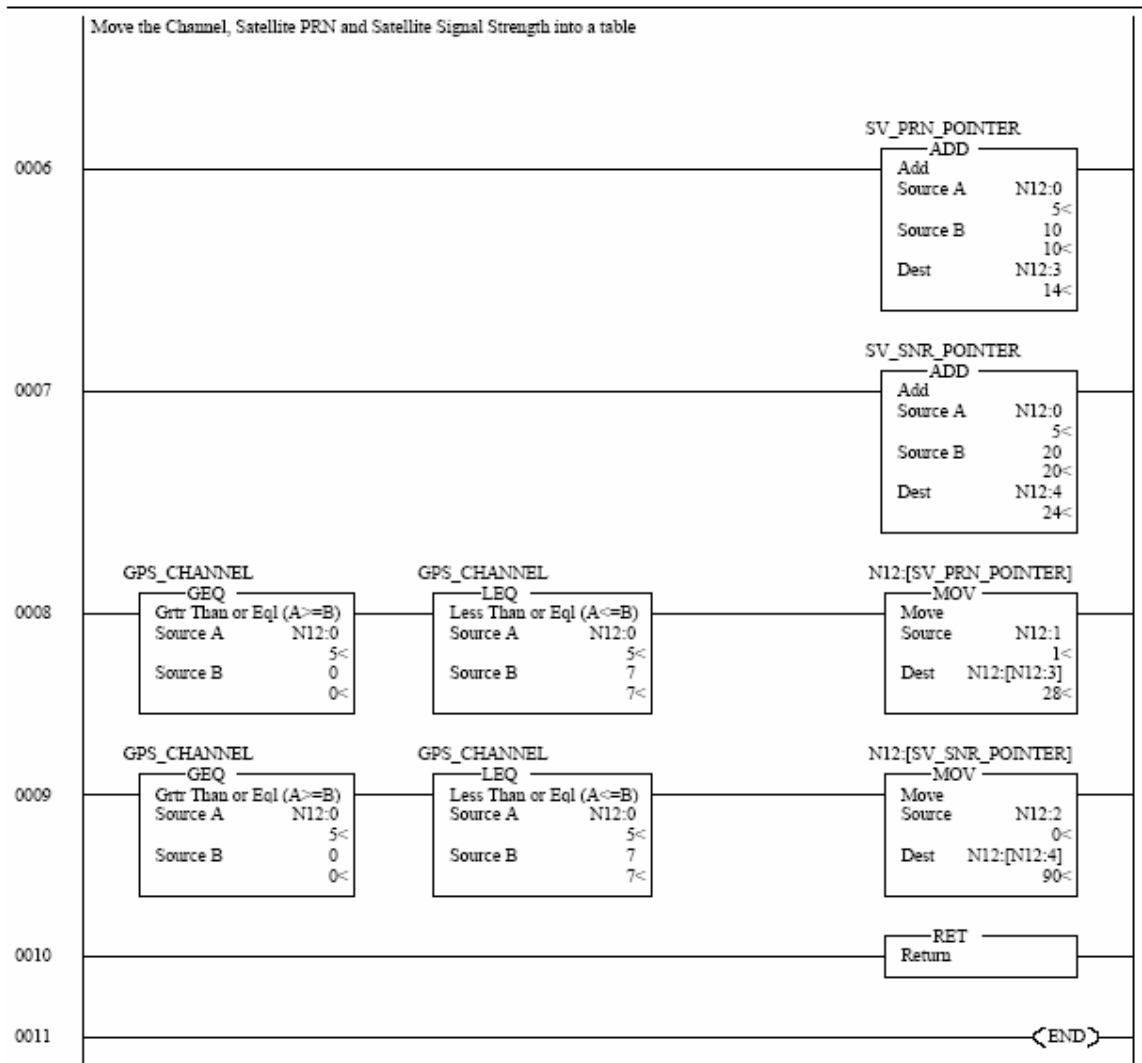 Move the Channel, Satellite PRN and Satellite Signal Strength into a table
SV_PRN_POINTER
ADD
0006
Add
Source A N12:0
5<
Source B 10
10<
Dest N12:3
14<
SV_SNR_POINTER
ADD
0007
Add
Source A N12:0
5<
Source B 20
20<
Dest N12:4
24<
GPS_CHANNEL GPS_CHANNEL N12:[SV_PRN_POINTER]
GEQ LEQ MOV
0008 Grtr Than or Eql (A>=B) Less Than or Eql (A<=B) Move
Source A N12:0 Source A N12:0 Source N12:1
5< 5< 1<
Source B 0 Source B 7 Dest N12:[N12:3]
0< 7< 28<
GPS_CHANNEL GPS_CHANNEL N12:[SV_SNR_POINTER]
GEQ LEQ MOV
0009 Grtr Than or Eql (A>=B) Less Than or Eql (A<=B) Move
Source A N12:0 Source A N12:0 Source N12:2
5< 5< 0<
Source B 0 Source B 7 Dest N12:[N12:4]
0< 7< 90<
RET
0010 Return
0011 END